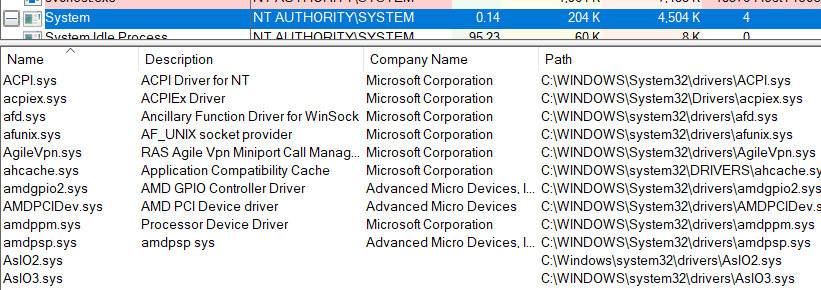 System NT AUTHORITY\SYSTEM 0.14 204 K 4,504 K 4
System Idle Process 95.23 60 K 8 K 0
Name Description Company Name Path
ACPI.sys ACPI Driver for NT Microsoft Corporation C:\WINDOWS\System32\drivers\ACPI.sys
acpiex.sys ACPIEx Driver Microsoft Corporation C:\WINDOWS\System32\Drivers\acpiex.sys
afd.sys Ancillary Function Driver for WinSock Microsoft Corporation C:\WINDOWS\system32\drivers\afd.sys
afunix.sys AF_UNIX socket provider Microsoft Corporation C:\WINDOWS\system32\drivers\afunix.sys
AgileVpn.sys RAS Agile Vpn Miniport Call Manag... Microsoft Corporation C:\WINDOWS\System32\drivers\AgileVpn.sys
ahcache.sys Application Compatibility Cache Microsoft Corporation C:\WINDOWS\system32\DRIVERS\ahcache.sy
amdgpio2.sys AMD GPIO Controller Driver Advanced Micro Devices, I... C:\WINDOWS\System32\drivers\amdgpio2.sys
AMDPCIDev.sys AMD PCI Device driver Advanced Micro Devices C:\WINDOWS\System32\drivers\AMDPCIDev.s
amdppm.sys Processor Device Driver Microsoft Corporation C:\WINDOWS\System32\drivers\amdppm.sys
amdpsp.sys amdpsp sys Advanced Micro Devices, I... C:\WINDOWS\System32\drivers\amdpsp.sys
AsIO2.sys C:\Windows\system32\drivers\AsIO2.sys
AsIO3.sys C:\WINDOWS\system32\drivers\AsIO3.sys